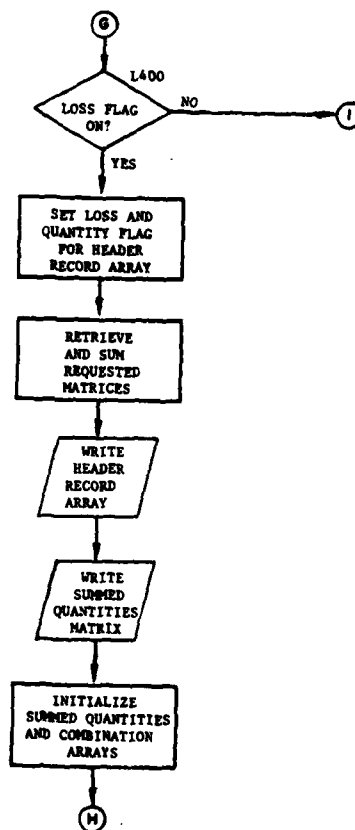 G
L400
LOSS FLAG
ON?
NO
I
YES
SET LOSS AND
QUANTITY FLAG
FOR HEADER
RECORD ARRAY
RETRIEVE
AND SUM
REQUESTED
MATRICES
WRITE
HEADER
RECORD
ARRAY
WRITE
SUMMED
QUANTITIES
MATRIX
INITIALIZE
SUMMED QUANTITIES
AND COMBINATION
ARRAYS
H